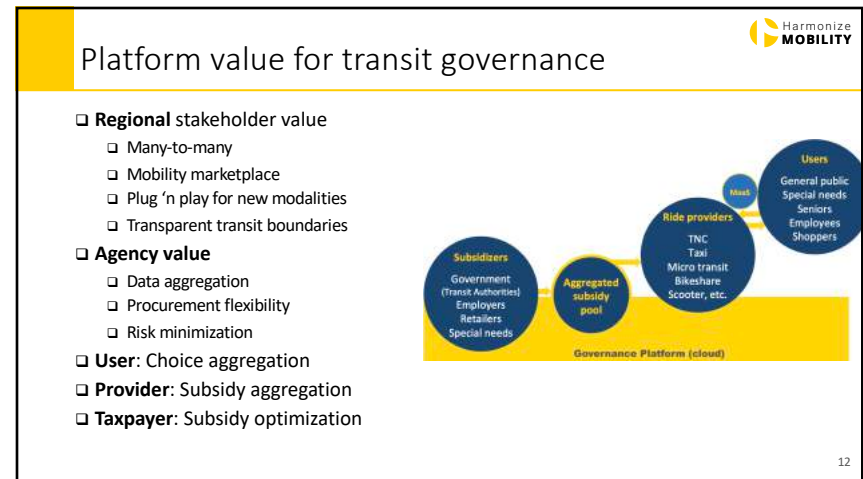 Harmonize
MOBILITY
Platform value for transit governance
Regional stakeholder value
Many-to-many
Mobility marketplace
Plug ‘n play for new modalities
Transparent transit boundaries
Agency value
Data aggregation
Procurement flexibility
Risk minimization
User: Choice aggregation
Provider: Subsidy aggregation
Taxpayer: Subsidy optimization
Subsidizers
Government
(Transit Authorities)
Employers
Retailers
Special needs
Aggregated
subsidy
pool
Ride providers
TNC
Taxi
Micro transit
Bikeshare
Scooter, etc.
MaaS
Users
General public
Special needs
Seniors
Employees
Shoppers
Governance Platform (cloud)
12